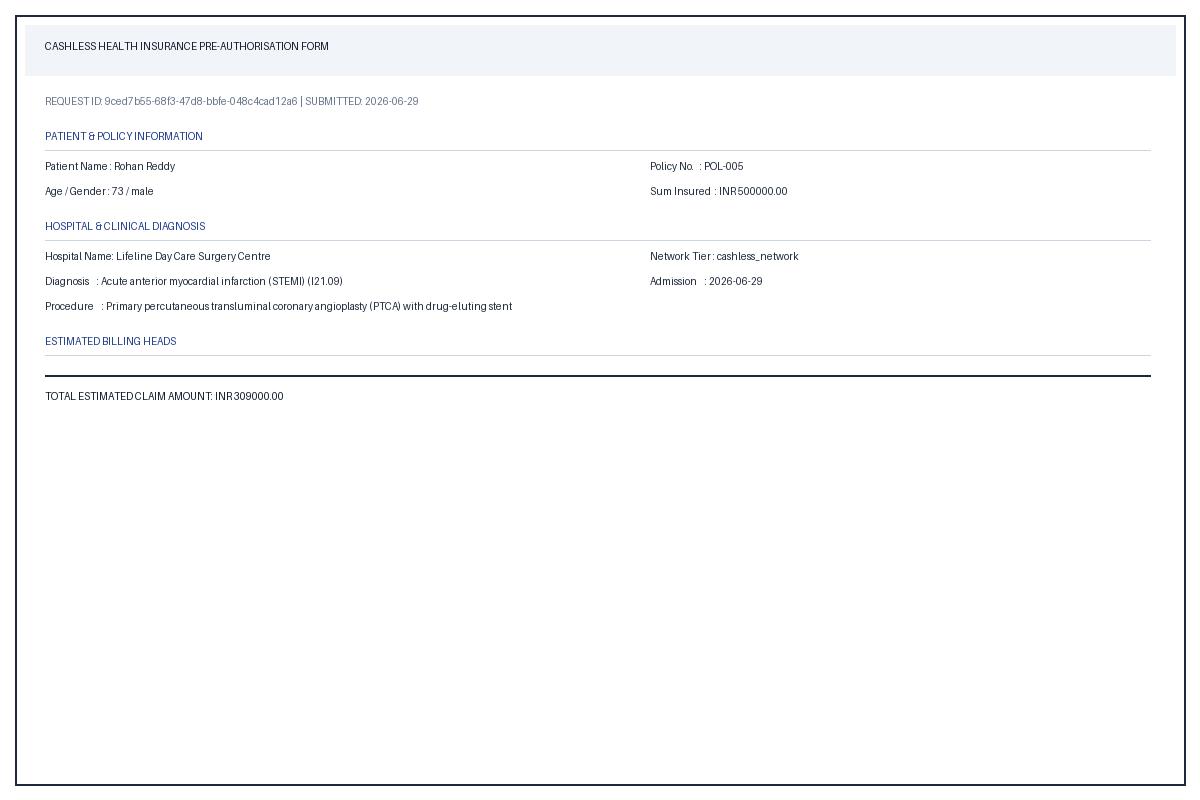 CASHLESS HEALTH INSURANCE PRE-AUTHORISATION FORM
REQUEST ID: 9ced7b55-68f3-47d8-bbfe-048c4cad12a6 | SUBMITTED: 2026-06-29
PATIENT & POLICY INFORMATION
Patient Name : Rohan Reddy Policy No. : POL-005
Age / Gender : 73 / male Sum Insured : INR 500000.00
HOSPITAL & CLINICAL DIAGNOSIS
Hospital Name: Lifeline Day Care Surgery Centre Network Tier : cashless_network
Diagnosis : Acute anterior myocardial infarction (STEMI) (I21.09) Admission : 2026-06-29
Procedure : Primary percutaneous transluminal coronary angioplasty (PTCA) with drug-eluting stent
ESTIMATED BILLING HEADS
TOTAL ESTIMATED CLAIM AMOUNT: INR 309000.00